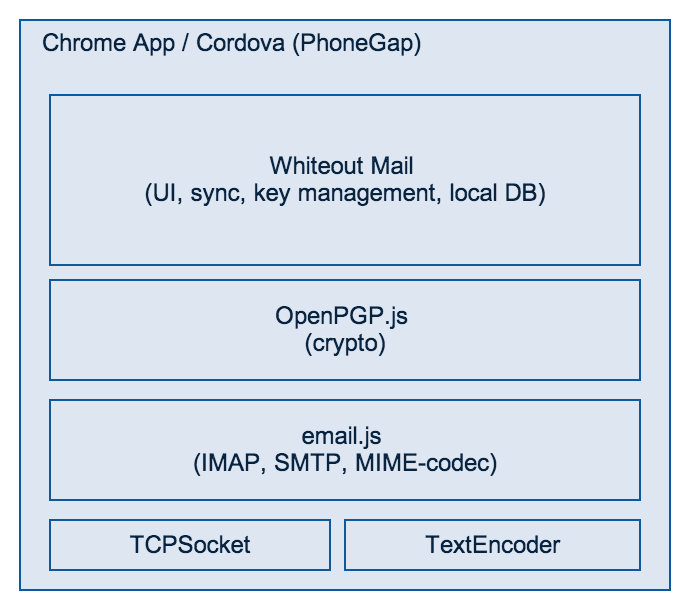 Chrome App / Cordova (PhoneGap)
Whiteout Mail
(UI, sync, key management, local DB)
OpenPGP.js
(crypto)
email.js
(IMAP, SMTP, MIME-codec)
TCPSocket
TextEncoder